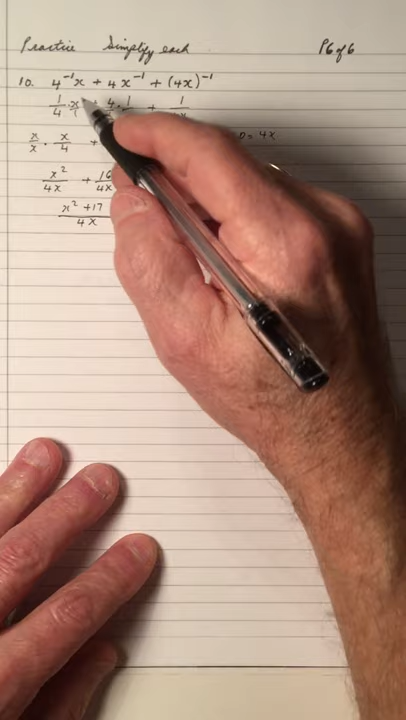 Practice Simplify each P6 of 6
10. 4⁻¹x + 4x⁻¹ + (4x)⁻¹
1/4 · x/1 + 4/ · 1/ + 1/
x/x · x/4 + = 4x
x²/4x + 16/4x
x² + 17/4x